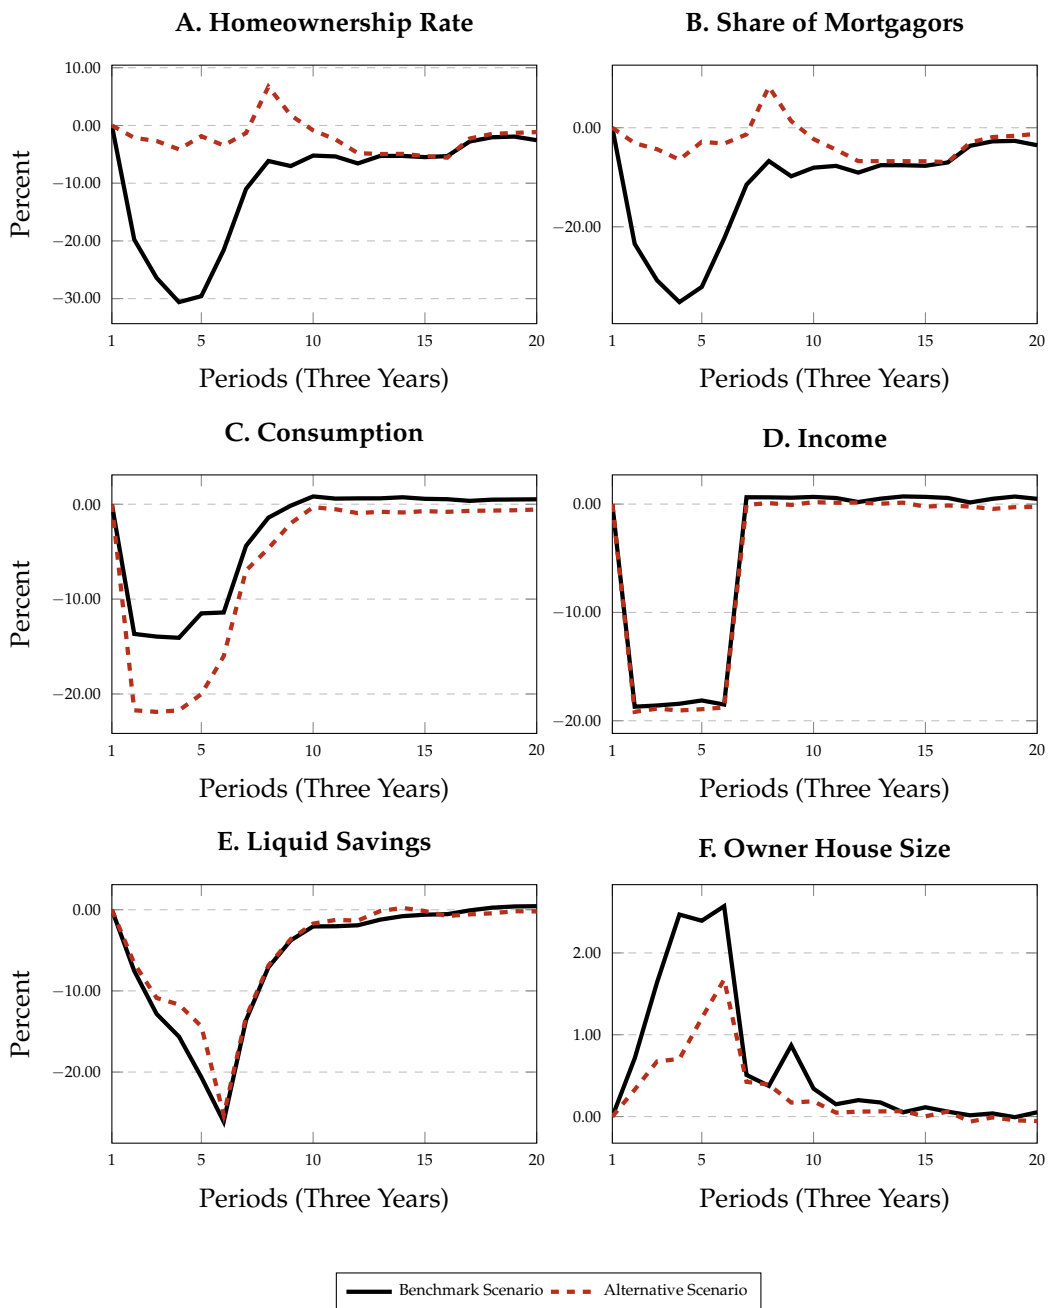 A. Homeownership Rate
B. Share of Mortgagors
10.00
0.00
−10.00
−20.00
−30.00
Percent
1
5
10
15
20
Periods (Three Years)
0.00
−20.00
1
5
10
15
20
Periods (Three Years)
C. Consumption
D. Income
0.00
−10.00
−20.00
Percent
1
5
10
15
20
Periods (Three Years)
0.00
−10.00
−20.00
1
5
10
15
20
Periods (Three Years)
E. Liquid Savings
F. Owner House Size
0.00
−10.00
−20.00
Percent
1
5
10
15
20
Periods (Three Years)
2.00
1.00
0.00
1
5
10
15
20
Periods (Three Years)
Benchmark Scenario
Alternative Scenario